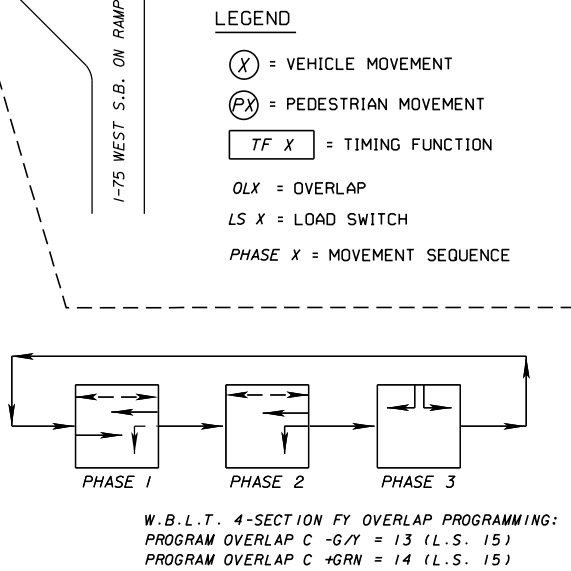 I-75 WEST S.B. ON RAMP
LEGEND
X = VEHICLE MOVEMENT
PX = PEDESTRIAN MOVEMENT
TF X = TIMING FUNCTION
OLX = OVERLAP
LS X = LOAD SWITCH
PHASE X = MOVEMENT SEQUENCE
PHASE 1 PHASE 2 PHASE 3
W.B.L.T. 4-SECTION FY OVERLAP PROGRAMMING:
PROGRAM OVERLAP C -G/Y = 13 (L.S. 15)
PROGRAM OVERLAP C +GRN = 14 (L.S. 15)